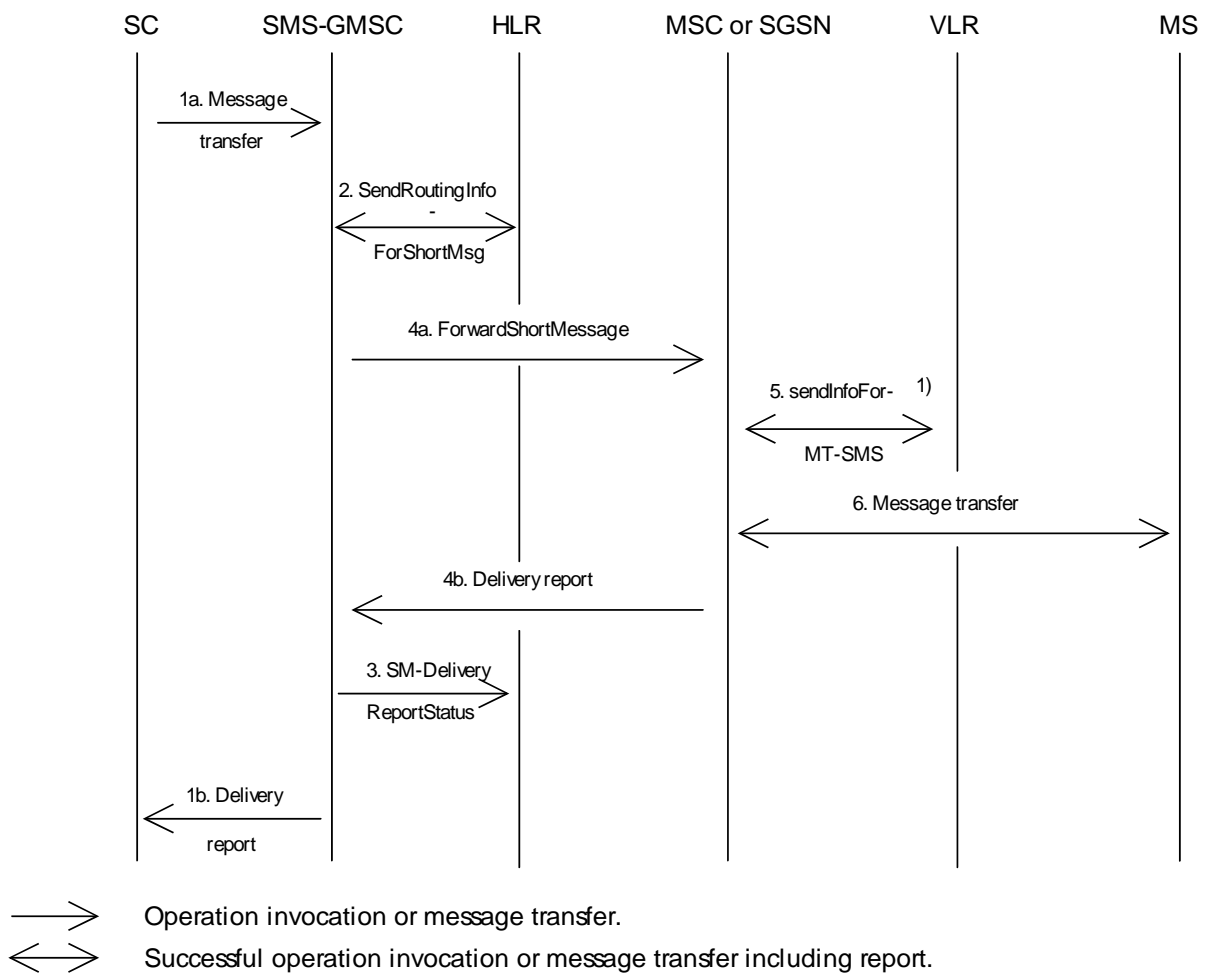 SC SMS-GMSC HLR MSC or SGSN VLR MS
1a. Message
transfer
2. SendRoutingInfo
-
ForShortMsg
4a. ForwardShortMessage
5. sendInfoFor- 1)
MT-SMS
6. Message transfer
4b. Delivery report
3. SM-Delivery
ReportStatus
1b. Delivery
report
Operation invocation or message transfer.
Successful operation invocation or message transfer including report.